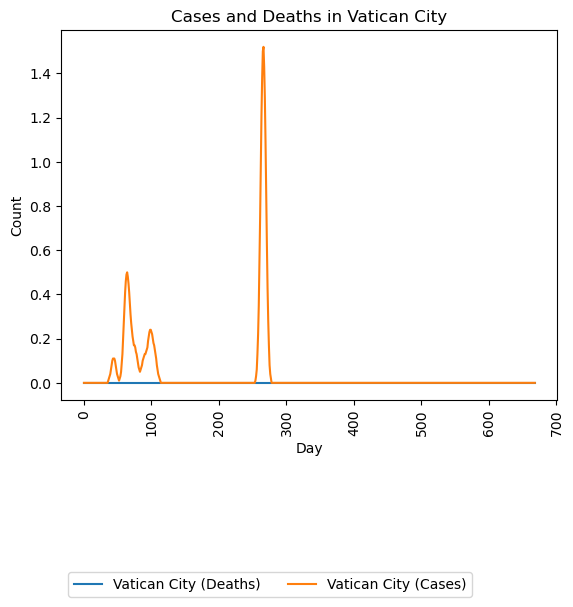 Cases and Deaths in Vatican City
1.4
1.2
1.0
0.8
0.6
0.4
0.2
0.0
Count
0 100 200 300 400 500 600 700
Day
Vatican City (Deaths) Vatican City (Cases)